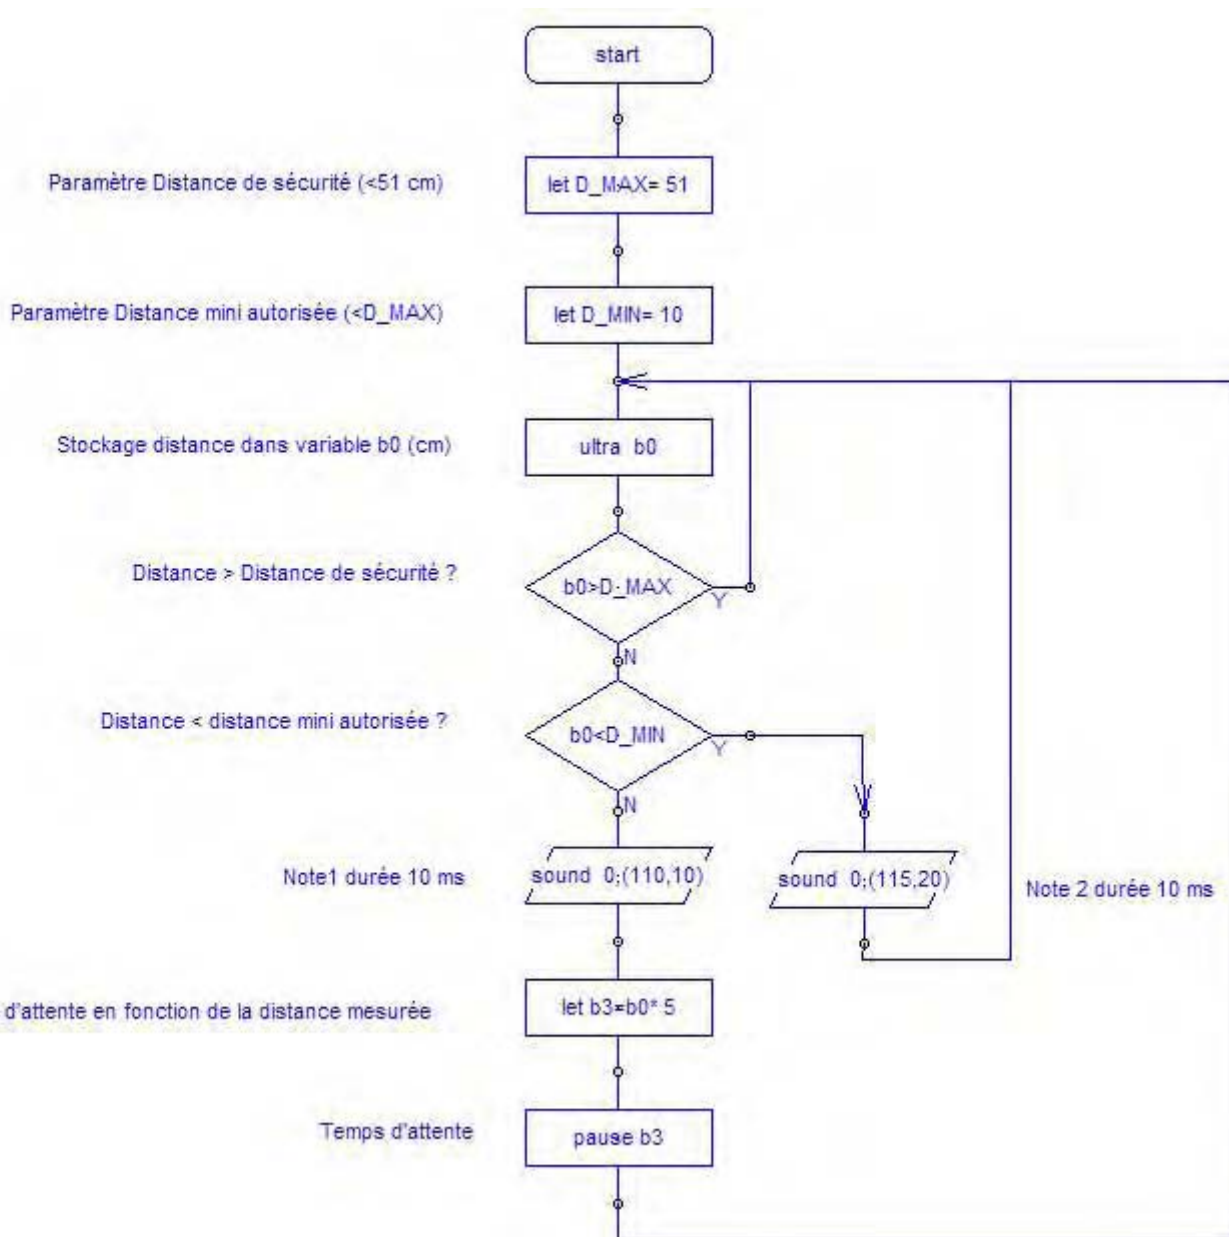 start
Paramètre Distance de sécurité (<51 cm)
let D_MAX= 51
Paramètre Distance mini autorisée (<D_MAX)
let D_MIN= 10
Stockage distance dans variable b0 (cm)
ultra b0
Distance > Distance de sécurité ?
b0>D_MAX
Y
N
Distance < distance mini autorisée ?
b0<D_MIN
Y
N
Note1 durée 10 ms
sound 0,(110,10)
sound 0,(115,20)
Note 2 durée 10 ms
d'attente en fonction de la distance mesurée
let b3=b0* 5
Temps d'attente
pause b3